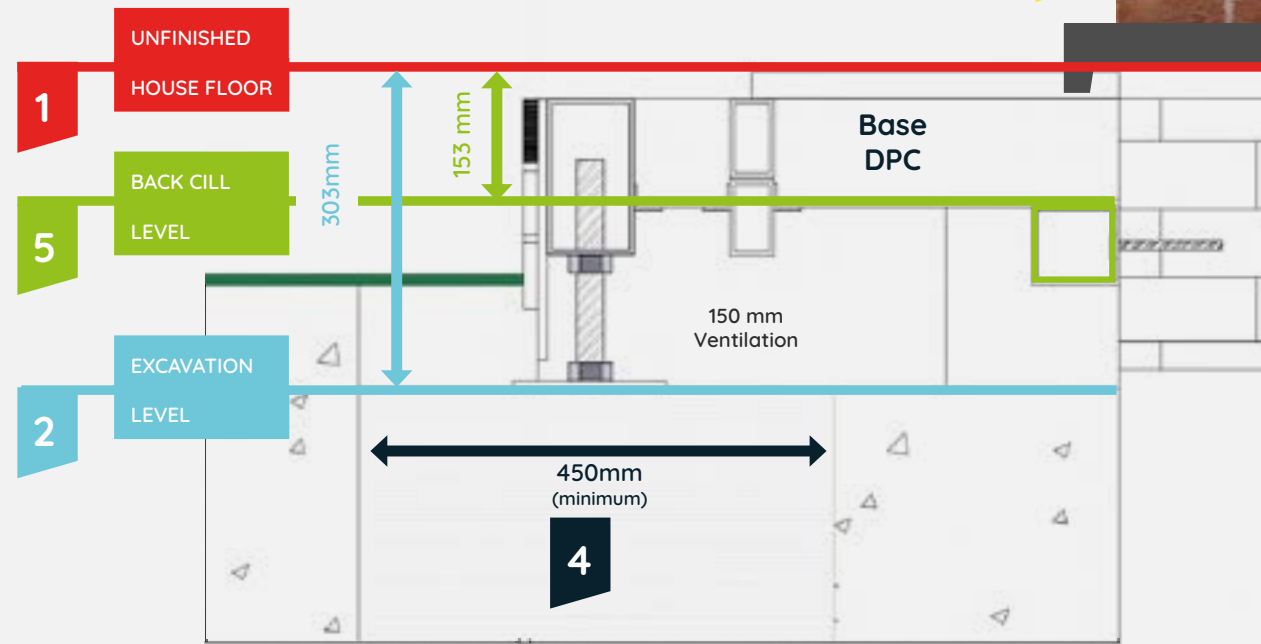 UNFINISHED
HOUSE FLOOR
1
BACK CILL
LEVEL
5
EXCAVATION
LEVEL
2
303mm
153 mm
Base
DPC
150 mm
Ventilation
450mm
(minimum)
4